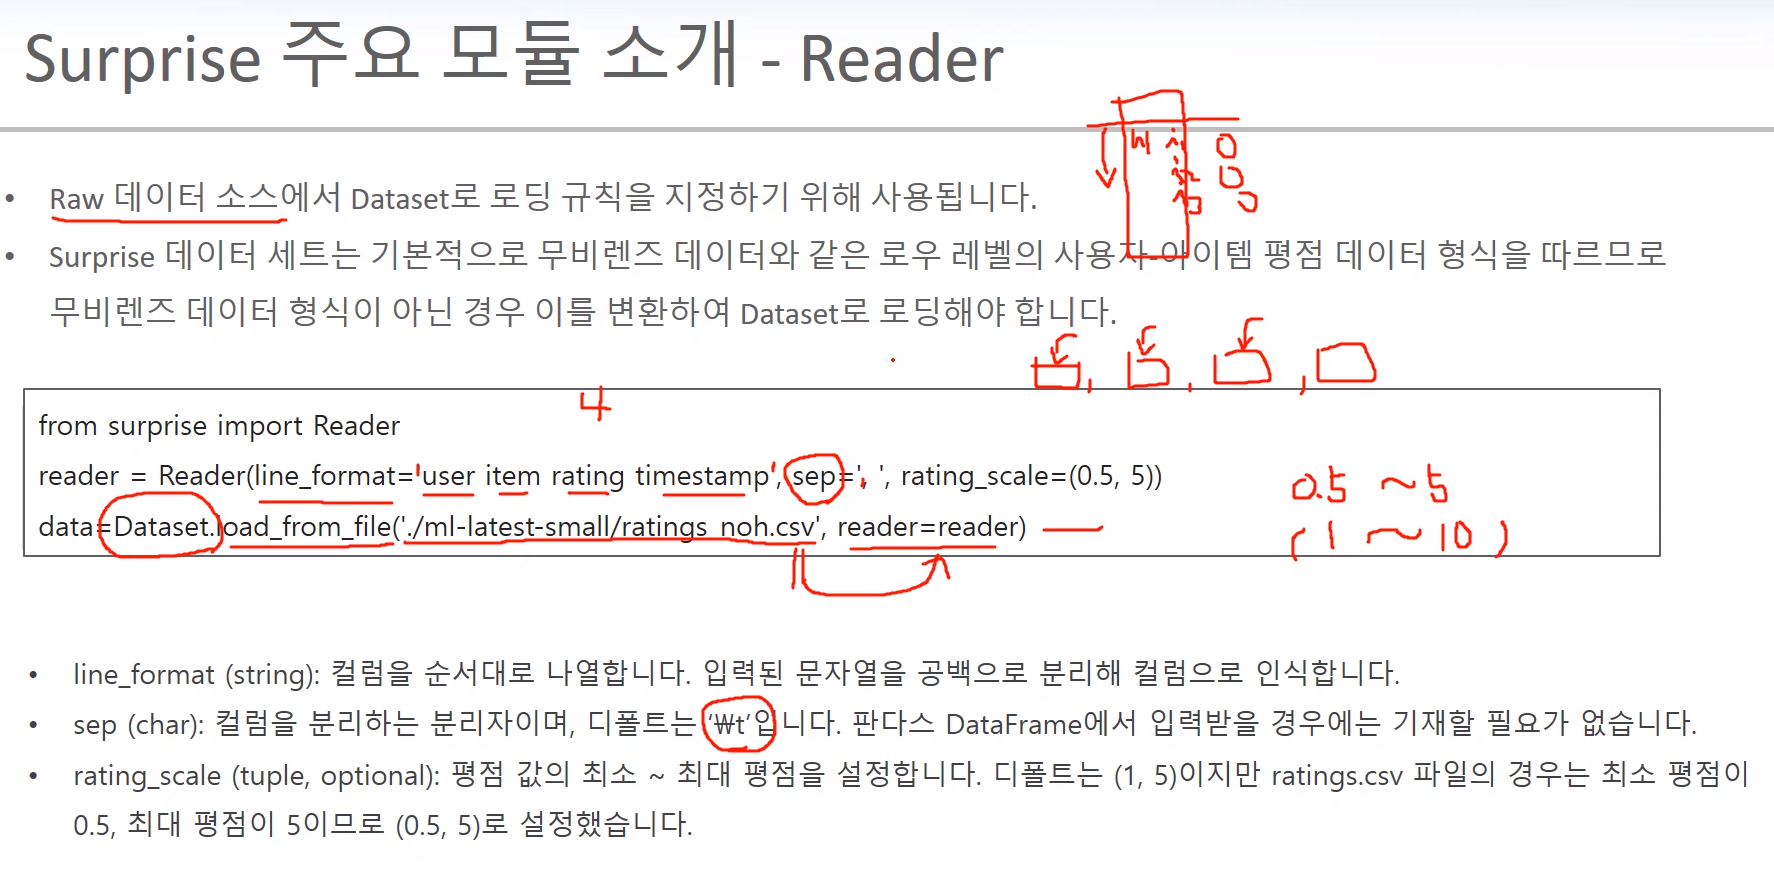 Surprise 주요 모듈 소개 - Reader
• Raw 데이터 소스에서 Dataset로 로딩 규칙을 지정하기 위해 사용됩니다.
• Surprise 데이터 세트는 기본적으로 무비렌즈 데이터와 같은 로우 레벨의 사용자-아이템 평점 데이터 형식을 따르므로
무비렌즈 데이터 형식이 아닌 경우 이를 변환하여 Dataset로 로딩해야 합니다.
4
from surprise import Reader
reader = Reader(line_format='user item rating timestamp', sep=',', rating_scale=(0.5, 5))
data=Dataset.load_from_file('./ml-latest-small/ratings_noh.csv', reader=reader)
0.5 ~ 5
( 1 ~ 10 )
• line_format (string): 컬럼을 순서대로 나열합니다. 입력된 문자열을 공백으로 분리해 컬럼으로 인식합니다.
• sep (char): 컬럼을 분리하는 분리자이며, 디폴트는 '₩t'입니다. 판다스 DataFrame에서 입력받을 경우에는 기재할 필요가 없습니다.
• rating_scale (tuple, optional): 평점 값의 최소 ~ 최대 평점을 설정합니다. 디폴트는 (1, 5)이지만 ratings.csv 파일의 경우는 최소 평점이
0.5, 최대 평점이 5이므로 (0.5, 5)로 설정했습니다.